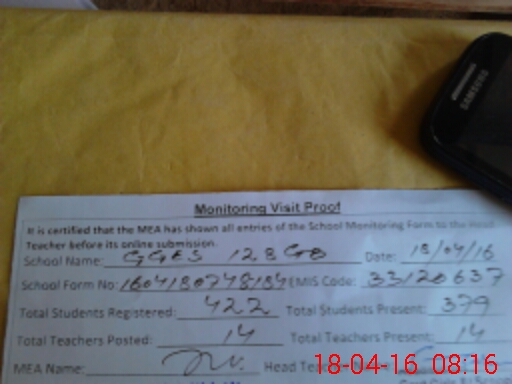 SAMSUNG
Monitoring Visit Proof
It is certified that the MEA has shown all entries of the School Monitoring Form to the Head
Teacher before its online submission.
School Name: GGES 128 GB Date: 18/04/16
School Form No: 1604180748184 EMIS Code: 33120637
Total Students Registered: 422 Total Students Present: 379
Total Teachers Posted: 14 Total Teachers Present: 14
MEA Name: Head
18-04-16 08:16